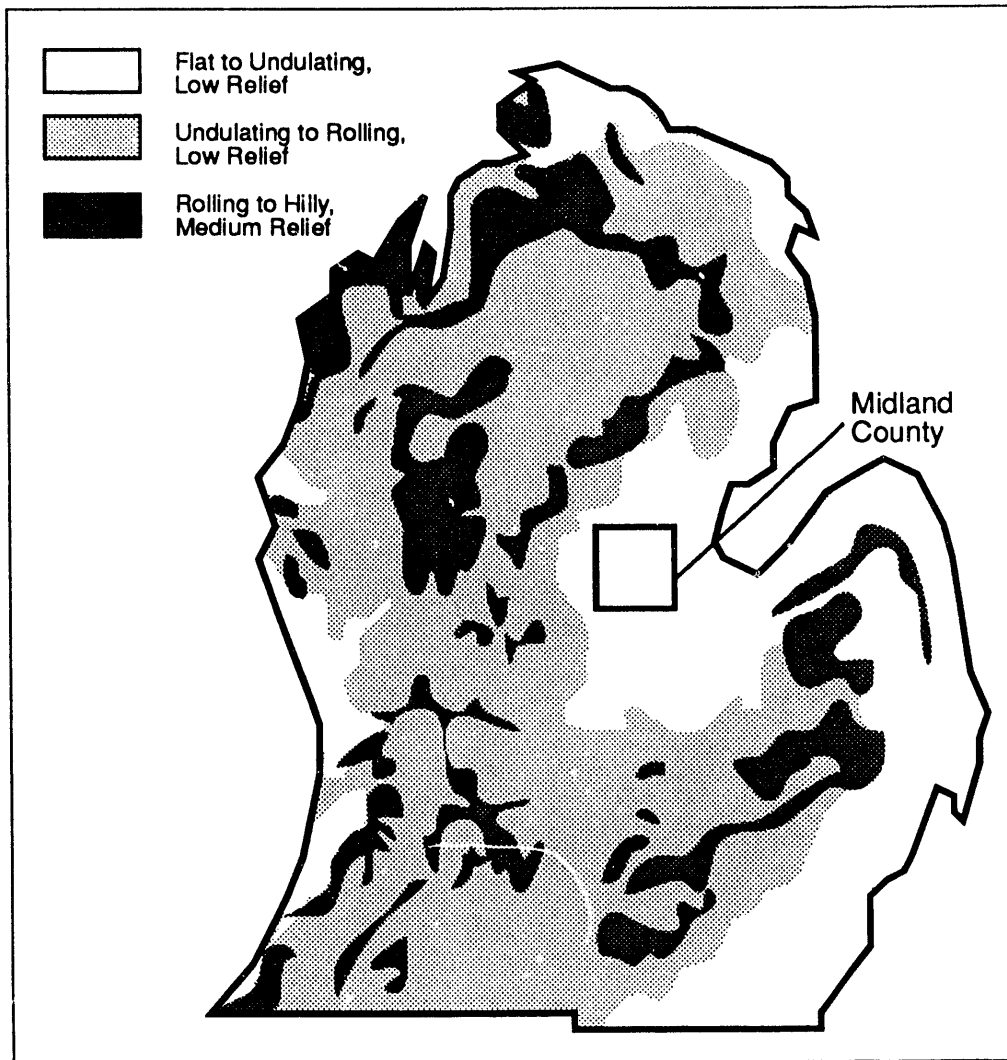 Flat to Undulating,
Low Relief
Undulating to Rolling,
Low Relief
Rolling to Hilly,
Medium Relief
Midland
County